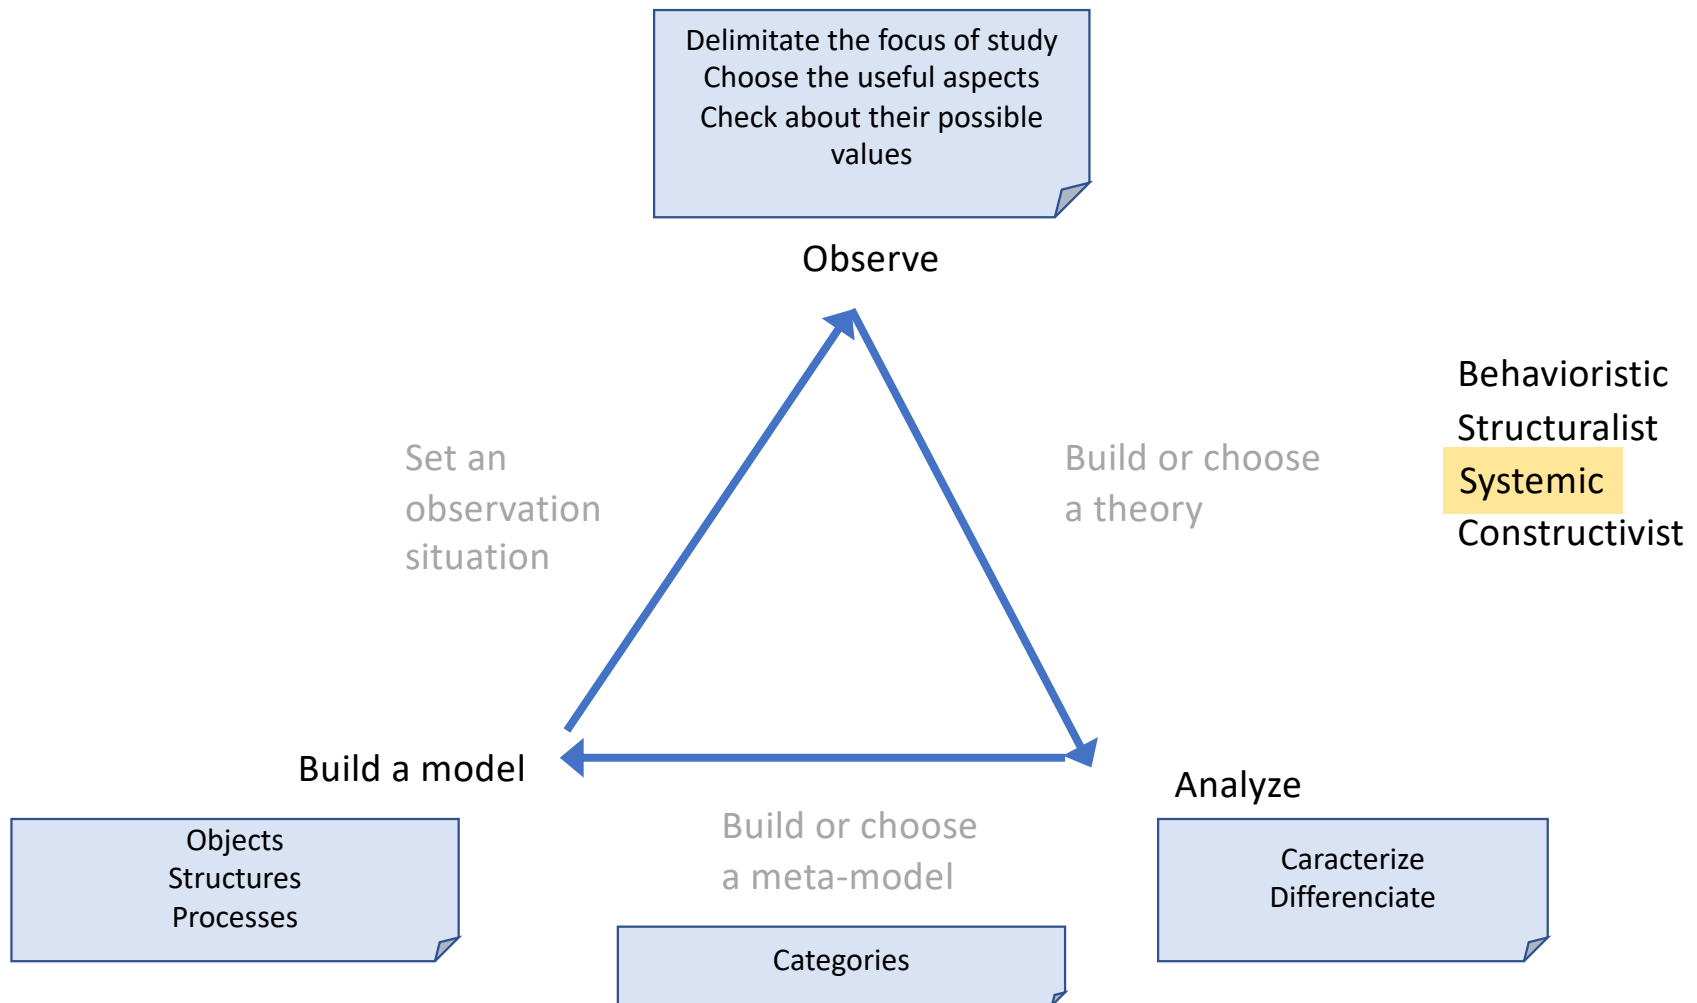 Delimitate the focus of study
Choose the useful aspects
Check about their possible
values
Observe
Behavioristic
Structuralist
Systemic
Constructivist
Set an
observation
situation
Build or choose
a theory
Build a model
Analyze
Objects
Structures
Processes
Build or choose
a meta-model
Caracterize
Differenciate
Categories